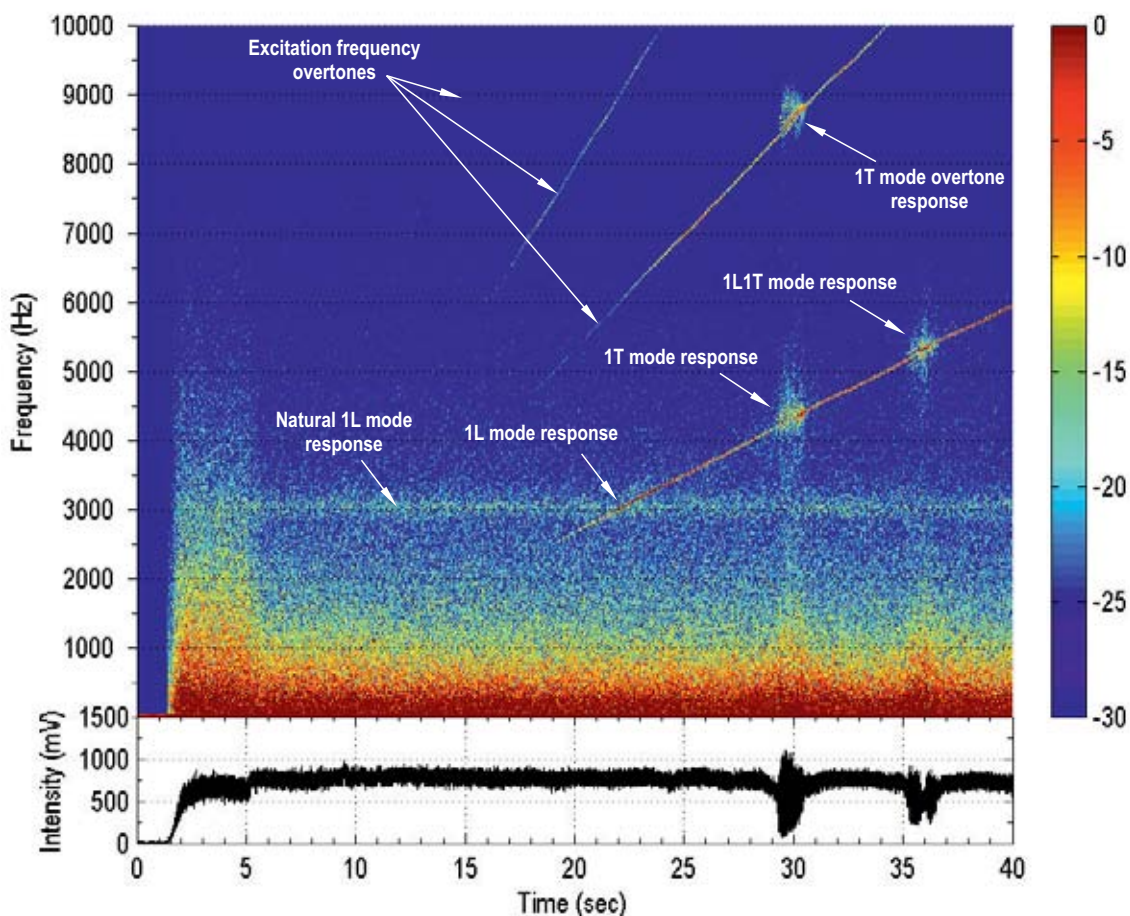 10000
9000
8000
7000
6000
5000
4000
3000
2000
1000
Frequency (Hz)
Excitation frequency
overtones
1T mode overtone
response
1L1T mode response
1T mode response
Natural 1L mode
response
1L mode response
0
-5
-10
-15
-20
-25
-30
1500
1000
500
0
Intensity (mV)
0
5
10
15
20
25
30
35
40
Time (sec)